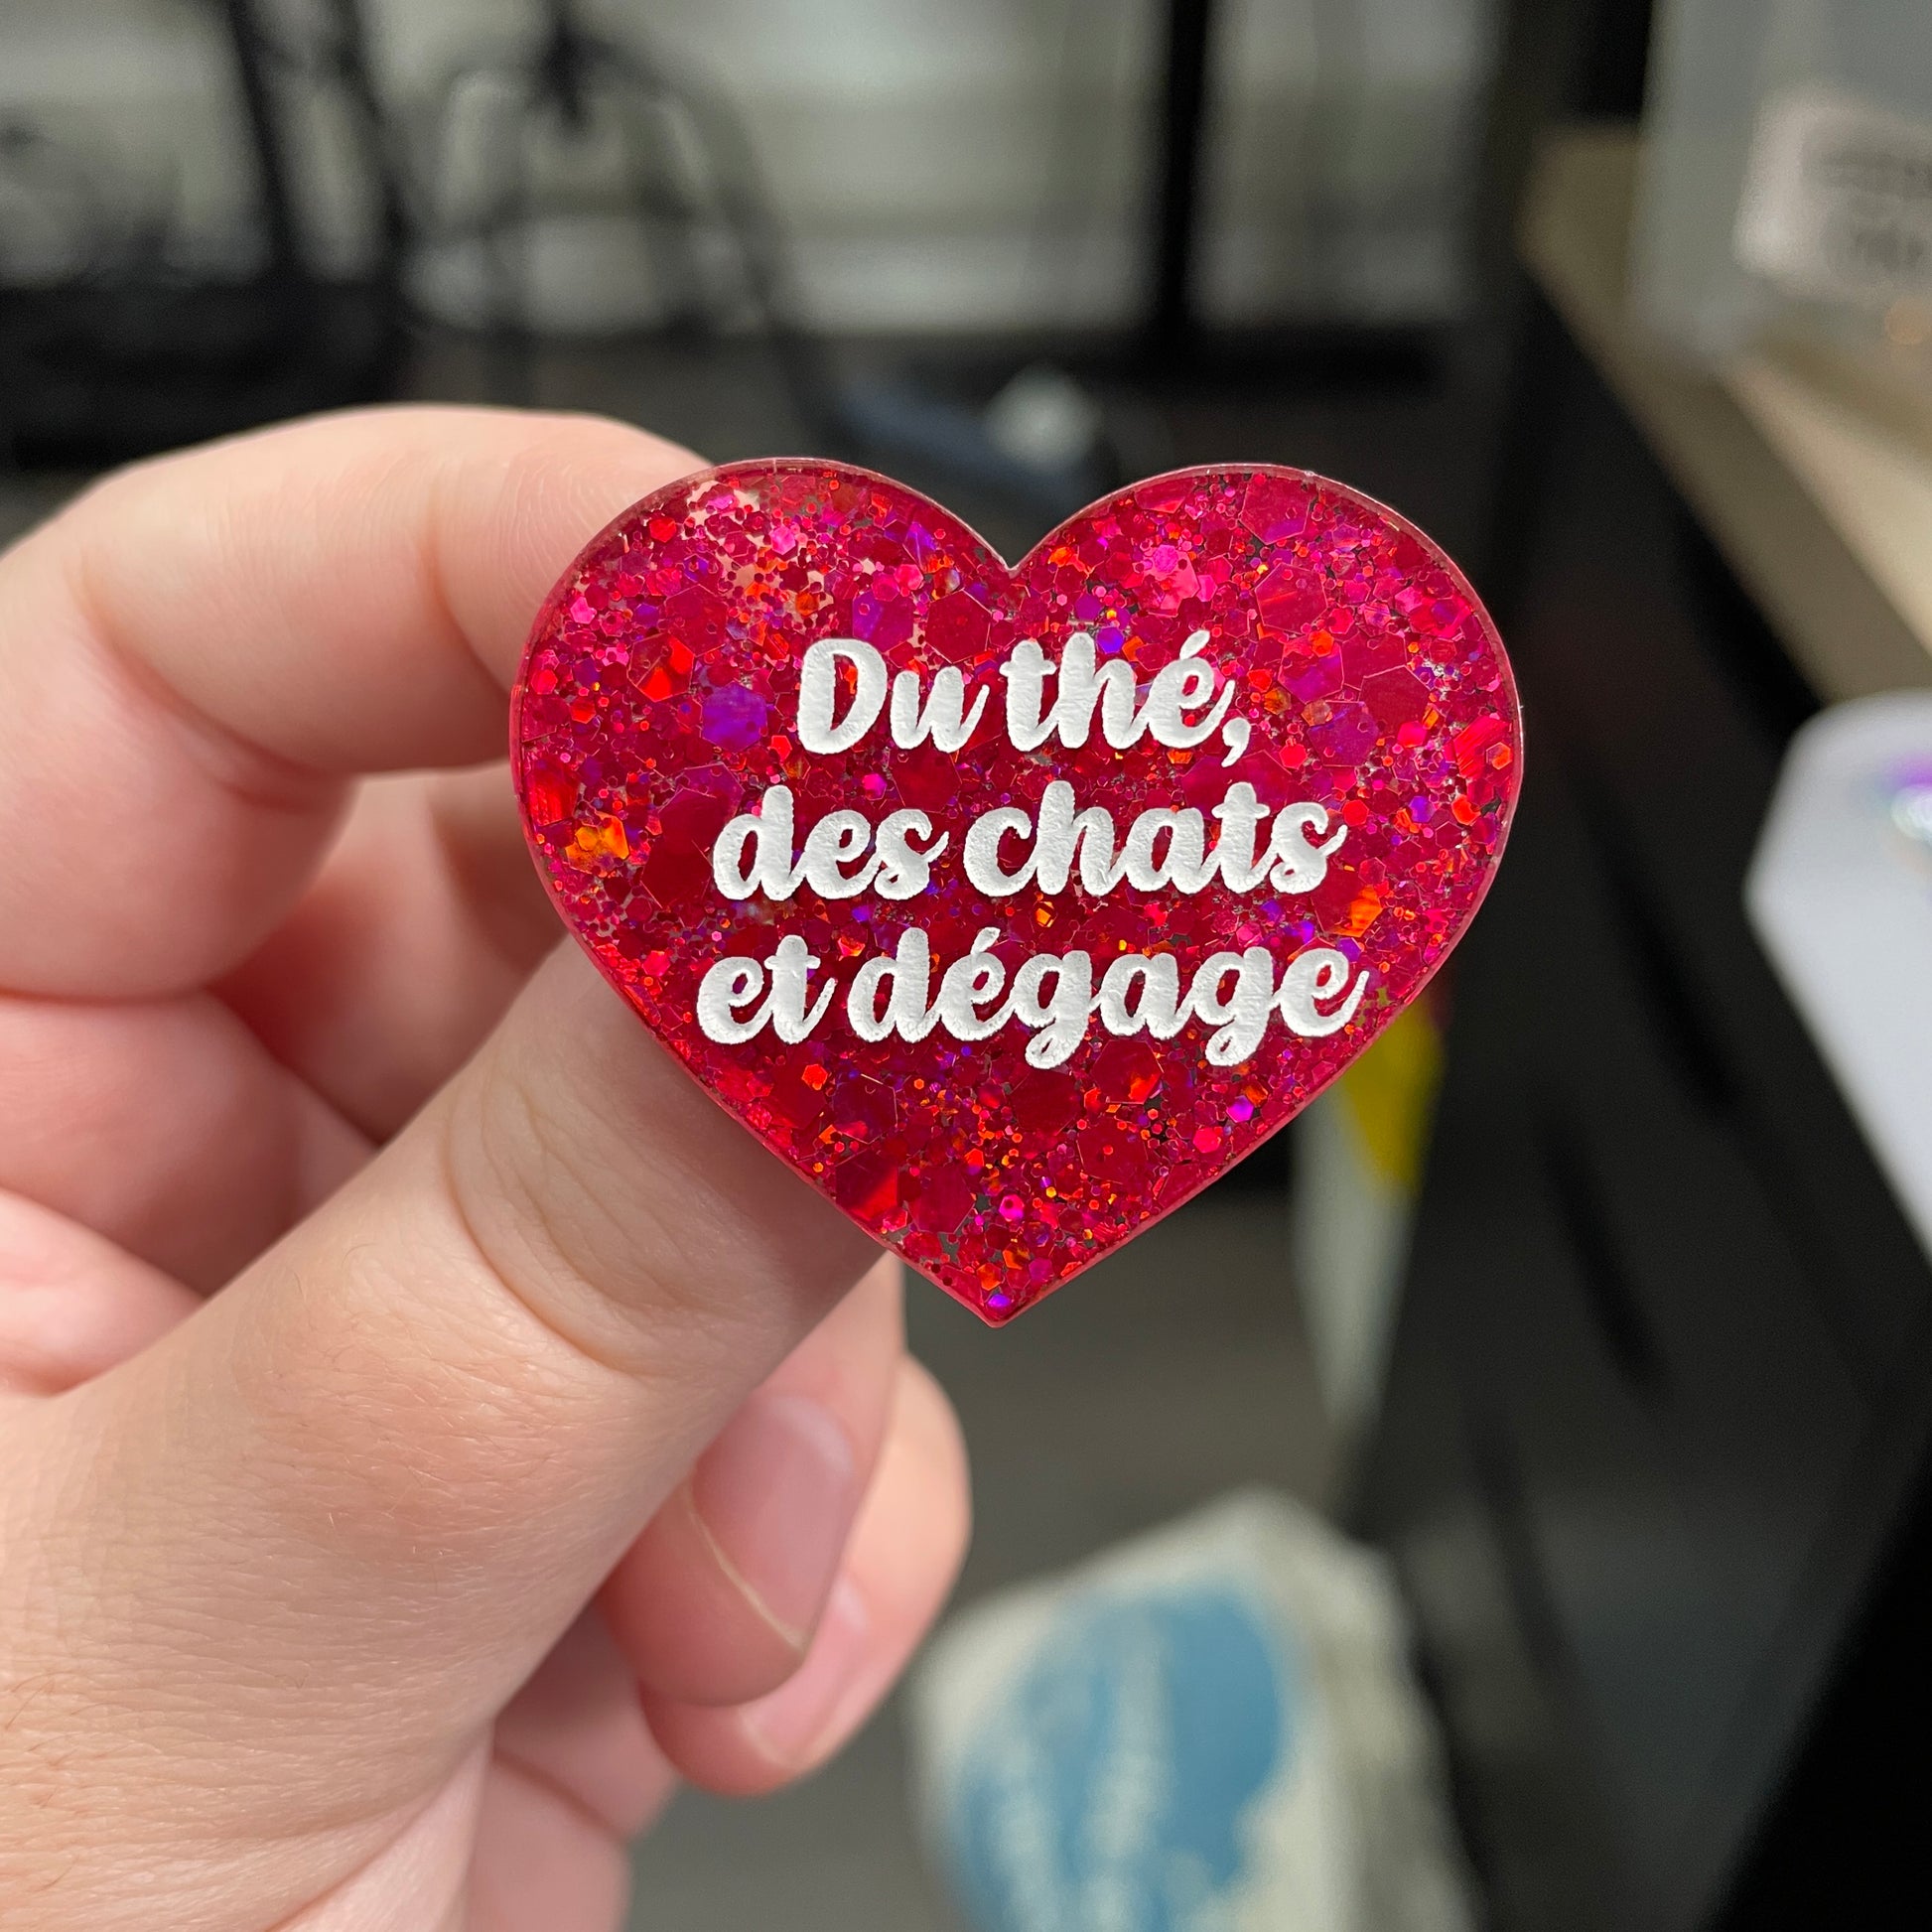 Du thé,
des chats
et dégage